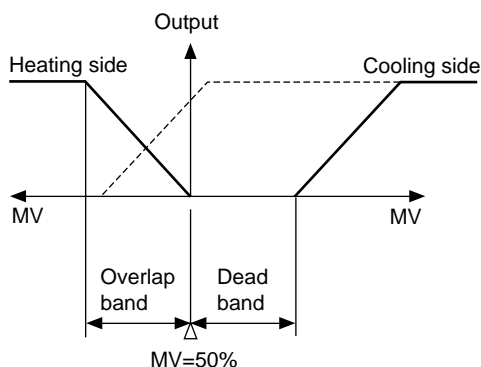 Output
Heating side
Cooling side
MV
MV
Overlap
band
Dead
band
MV=50%